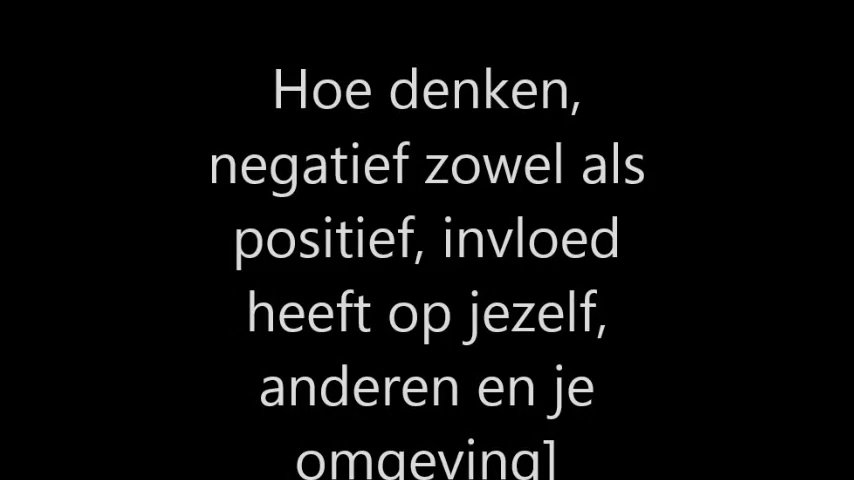 Hoe denken,
negatief zowel als
positief, invloed
heeft op jezelf,
anderen en je
omgeving]